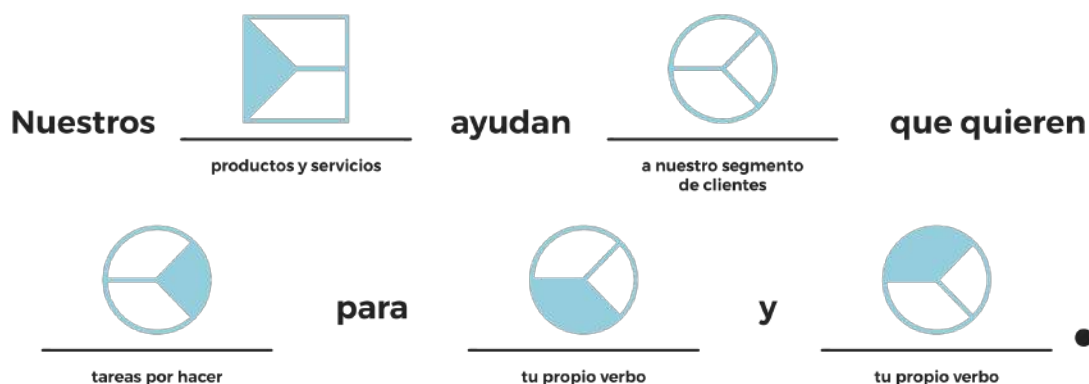 Nuestros ayudan que quieren
productos y servicios
a nuestro segmento
de clientes
para y .
tareas por hacer
tu propio verbo
tu propio verbo